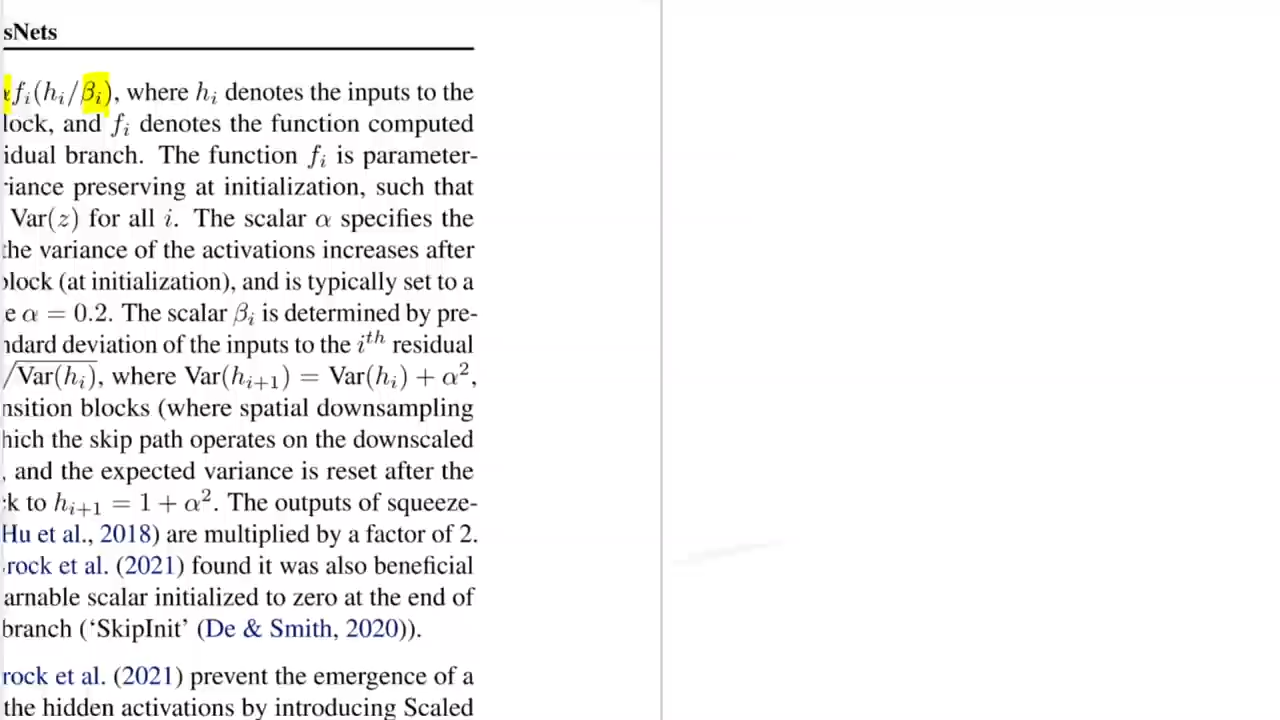 sNets
αf_i(h_i/β_i), where h_i denotes the inputs to the
lock, and f_i denotes the function computed
idual branch. The function f_i is parameter-
riance preserving at initialization, such that
Var(z) for all i. The scalar α specifies the
the variance of the activations increases after
block (at initialization), and is typically set to a
e α = 0.2. The scalar β_i is determined by pre-
ndard deviation of the inputs to the i^{th} residual
√Var(h_i), where Var(h_{i+1}) = Var(h_i) + α^2,
nsition blocks (where spatial downsampling
hich the skip path operates on the downscaled
, and the expected variance is reset after the
k to h_{i+1} = 1 + α^2. The outputs of squeeze-
Hu et al., 2018) are multiplied by a factor of 2.
rock et al. (2021) found it was also beneficial
arnable scalar initialized to zero at the end of
branch (‘SkipInit’ (De & Smith, 2020)).
rock et al. (2021) prevent the emergence of a
the hidden activations by introducing Scaled